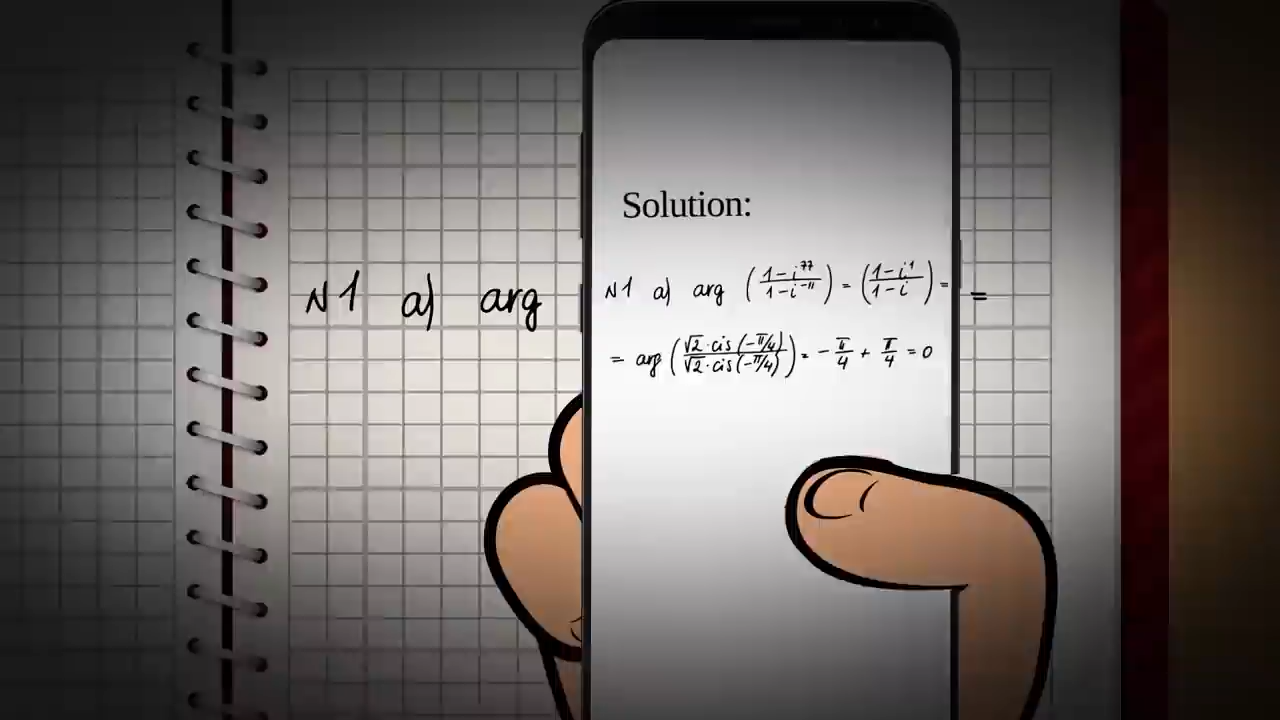 Solution:
N1 a) arg
N1 a) arg (1-i^77/1-i^-11) = (1-i^1/1-i) = =
= arg (√2·cis(-π/4)/√2·cis(-π/4)) = -π/4 + π/4 = 0